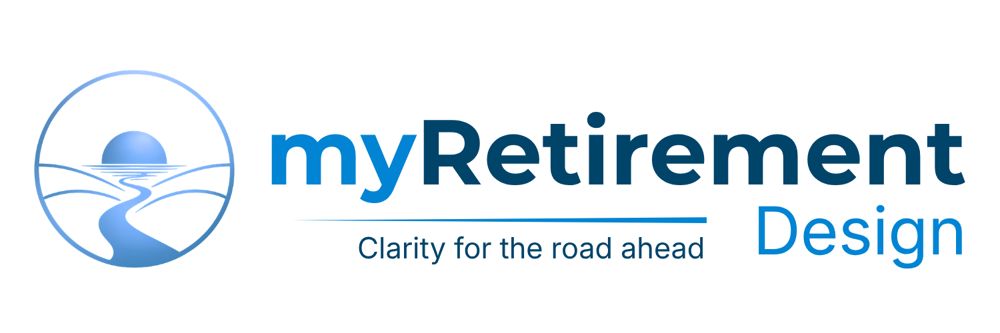 myRetirement
Design
Clarity for the road ahead